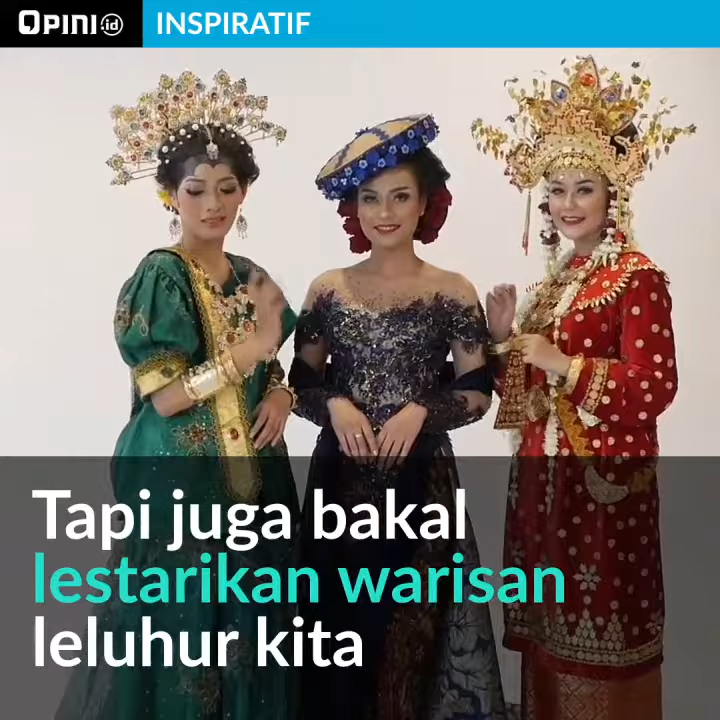 OPINI.id INSPIRATIF
Tapi juga bakal
lestarikan warisan
leluhur kita